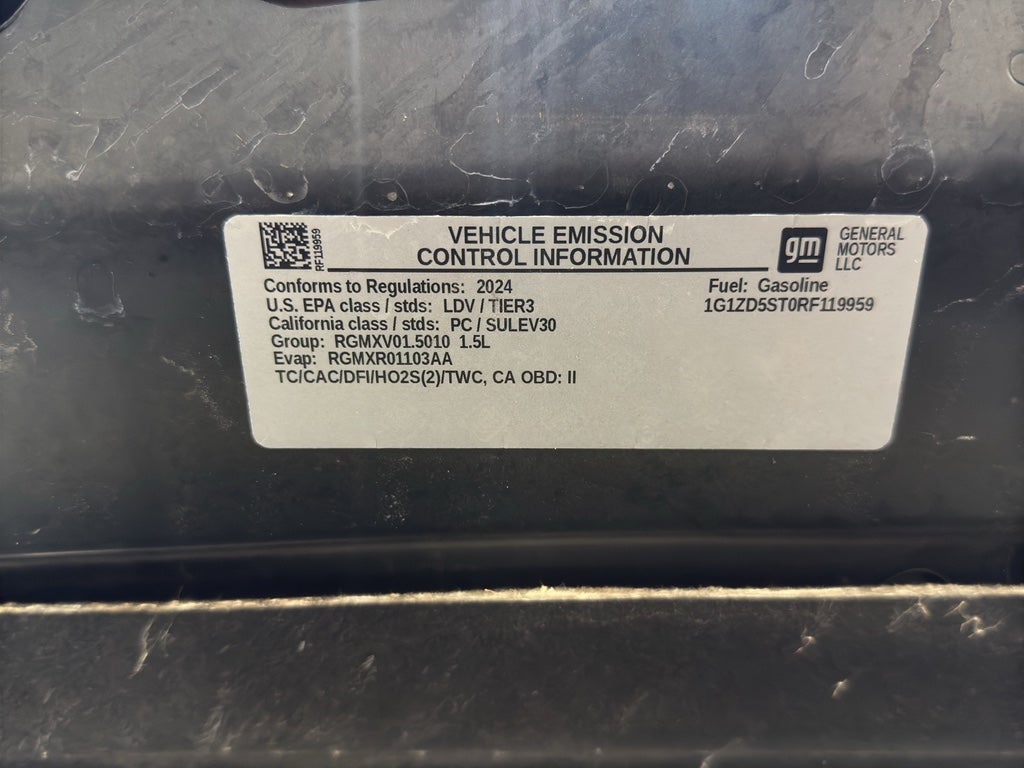 RF119959
VEHICLE EMISSION
CONTROL INFORMATION
gm
GENERAL
MOTORS
LLC
Conforms to Regulations: 2024
U.S. EPA class / stds: LDV / TIER3
California class / stds: PC / SULEV30
Group: RGMXV01.5010 1.5L
Evap: RGMXR01103AA
TC/CAC/DFI/HO2S(2)/TWC, CA OBD: II
Fuel: Gasoline
1G1ZD5ST0RF119959